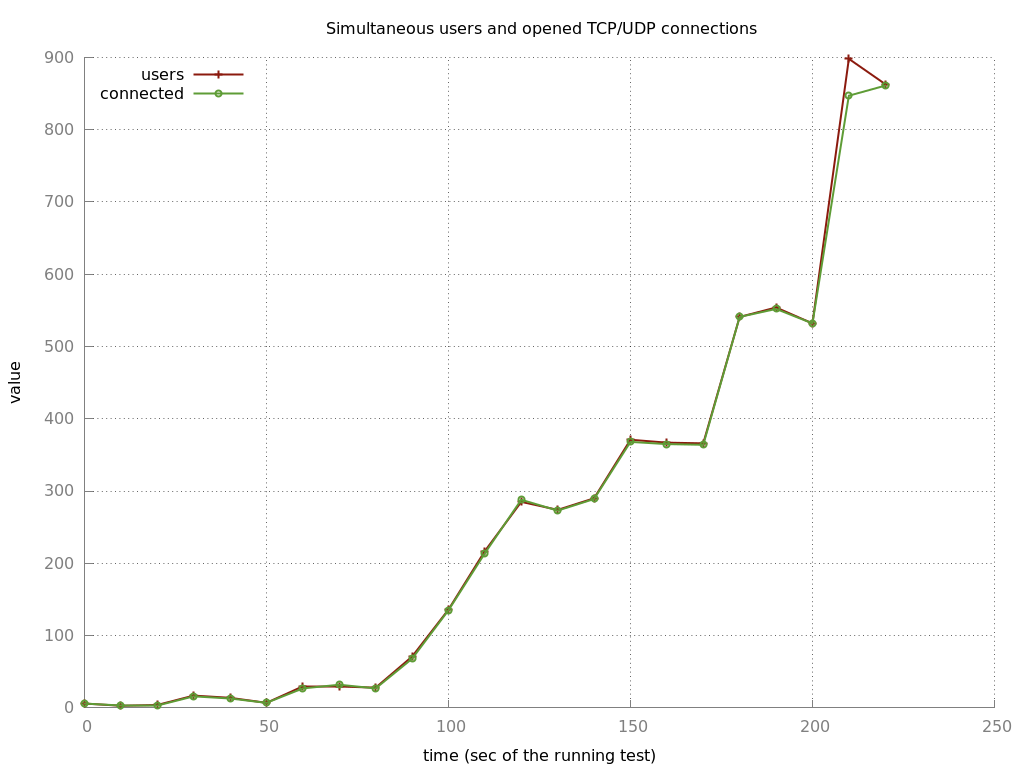 Simultaneous users and opened TCP/UDP connections
users
connected
900
800
700
600
500
400
300
200
100
0
value
0 50 100 150 200 250
time (sec of the running test)